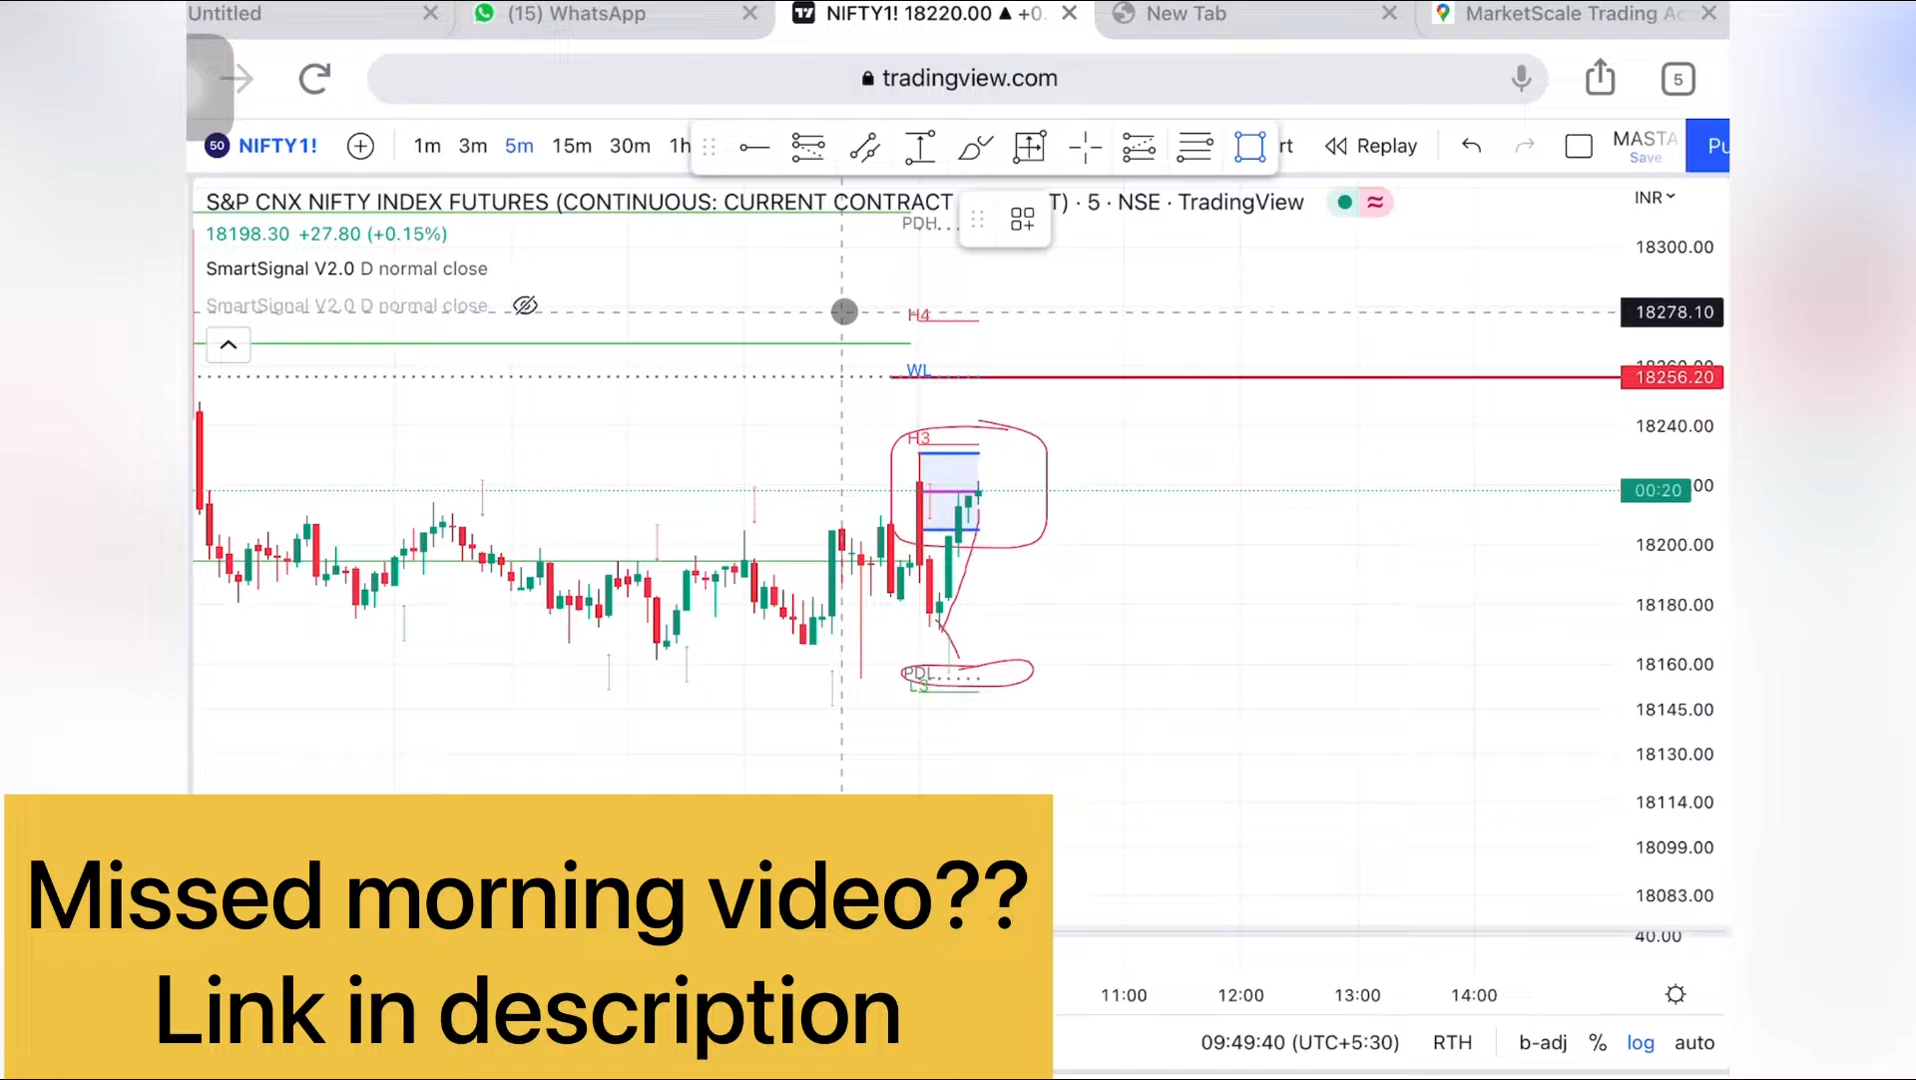 Untitled
(15) WhatsApp
NIFTY1! 18220.00 ▲ +0.
New Tab
MarketScale Trading Ac
tradingview.com
5
50 NIFTY1! 1m 3m 5m 15m 30m 1h rt Replay MASTA
Save
Pu
S&P CNX NIFTY INDEX FUTURES (CONTINUOUS: CURRENT CONTRACT T) · 5 · NSE · TradingView
INR
PDH
18198.30 +27.80 (+0.15%)
18300.00
SmartSignal V2.0 D normal close
SmartSignal V2.0 D normal close
H4
18278.10
18260.00
WL
18256.20
18240.00
H3
00:20
00
18200.00
18180.00
18160.00
PDL
L3
18145.00
18130.00
18114.00
18099.00
18083.00
40.00
Missed morning video??
Link in description
11:00 12:00 13:00 14:00
09:49:40 (UTC+5:30) RTH b-adj % log auto